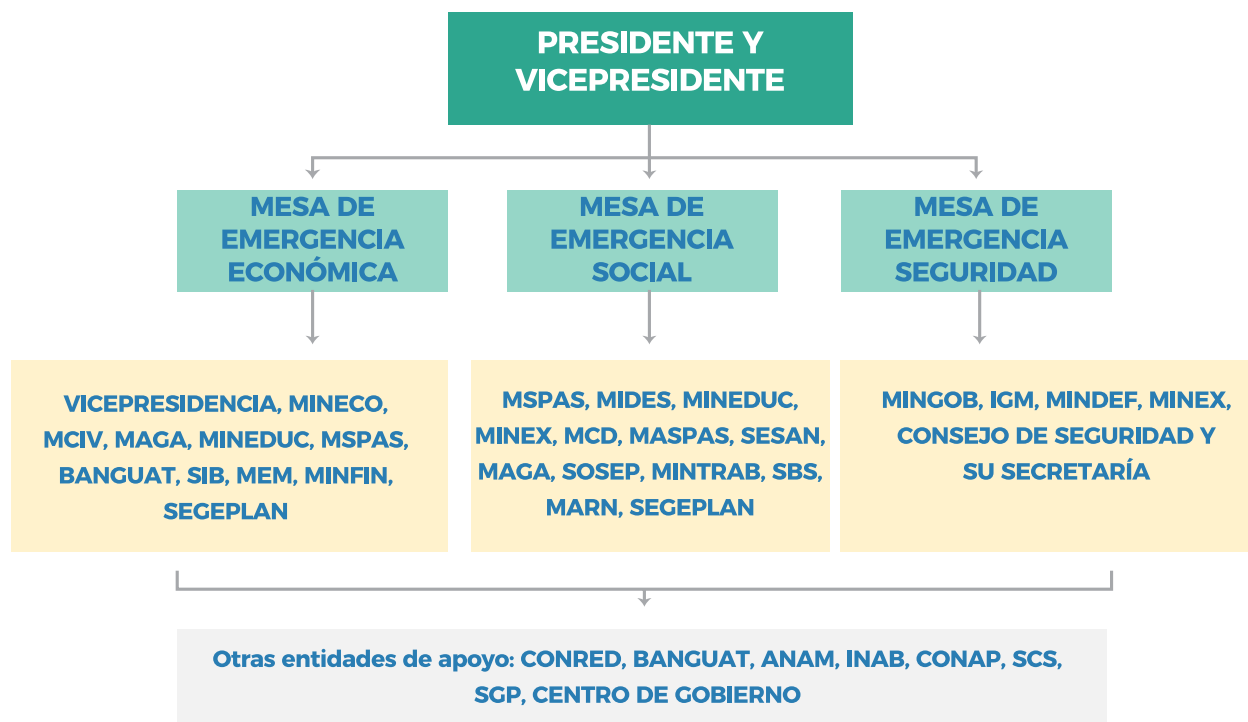 PRESIDENTE Y
VICEPRESIDENTE
MESA DE
EMERGENCIA
ECONÓMICA
MESA DE
EMERGENCIA
SOCIAL
MESA DE
EMERGENCIA
SEGURIDAD
VICEPRESIDENCIA, MINECO,
MCIV, MAGA, MINEDUC, MSPAS,
BANGUAT, SIB, MEM, MINFIN,
SEGEPLAN
MSPAS, MIDES, MINEDUC,
MINEX, MCD, MASPAS, SESAN,
MAGA, SOSEP, MINTRAB, SBS,
MARN, SEGEPLAN
MINGOB, IGM, MINDEF, MINEX,
CONSEJO DE SEGURIDAD Y
SU SECRETARÍA
Otras entidades de apoyo: CONRED, BANGUAT, ANAM, INAB, CONAP, SCS,
SGP, CENTRO DE GOBIERNO